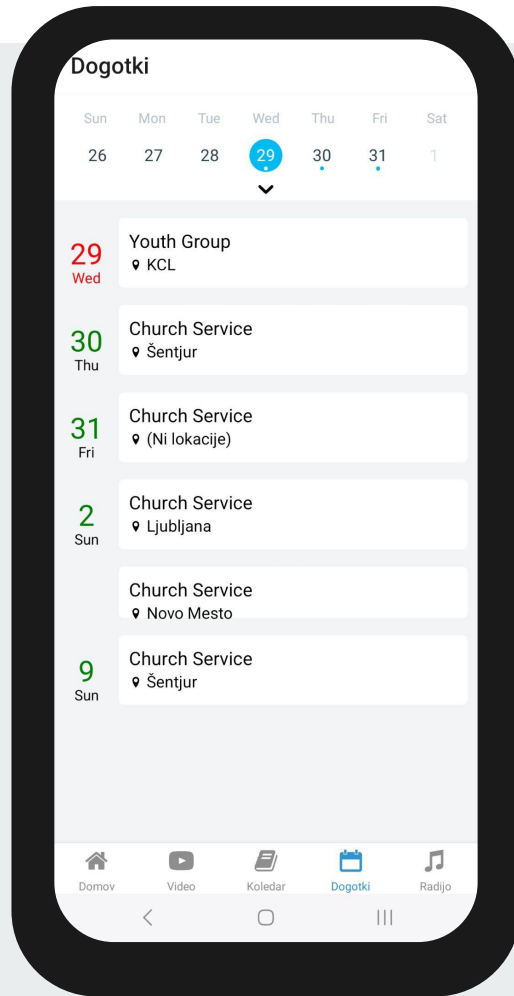 Dogotki
Sun Mon Tue Wed Thu Fri Sat
26 27 28 29 30 31 1
29
Wed
Youth Group
KCL
30
Thu
Church Service
Šentjur
31
Fri
Church Service
(Ni lokacije)
2
Sun
Church Service
Ljubljana
Church Service
Novo Mesto
9
Sun
Church Service
Šentjur
Domov Video Koledar Dogotki Radijo